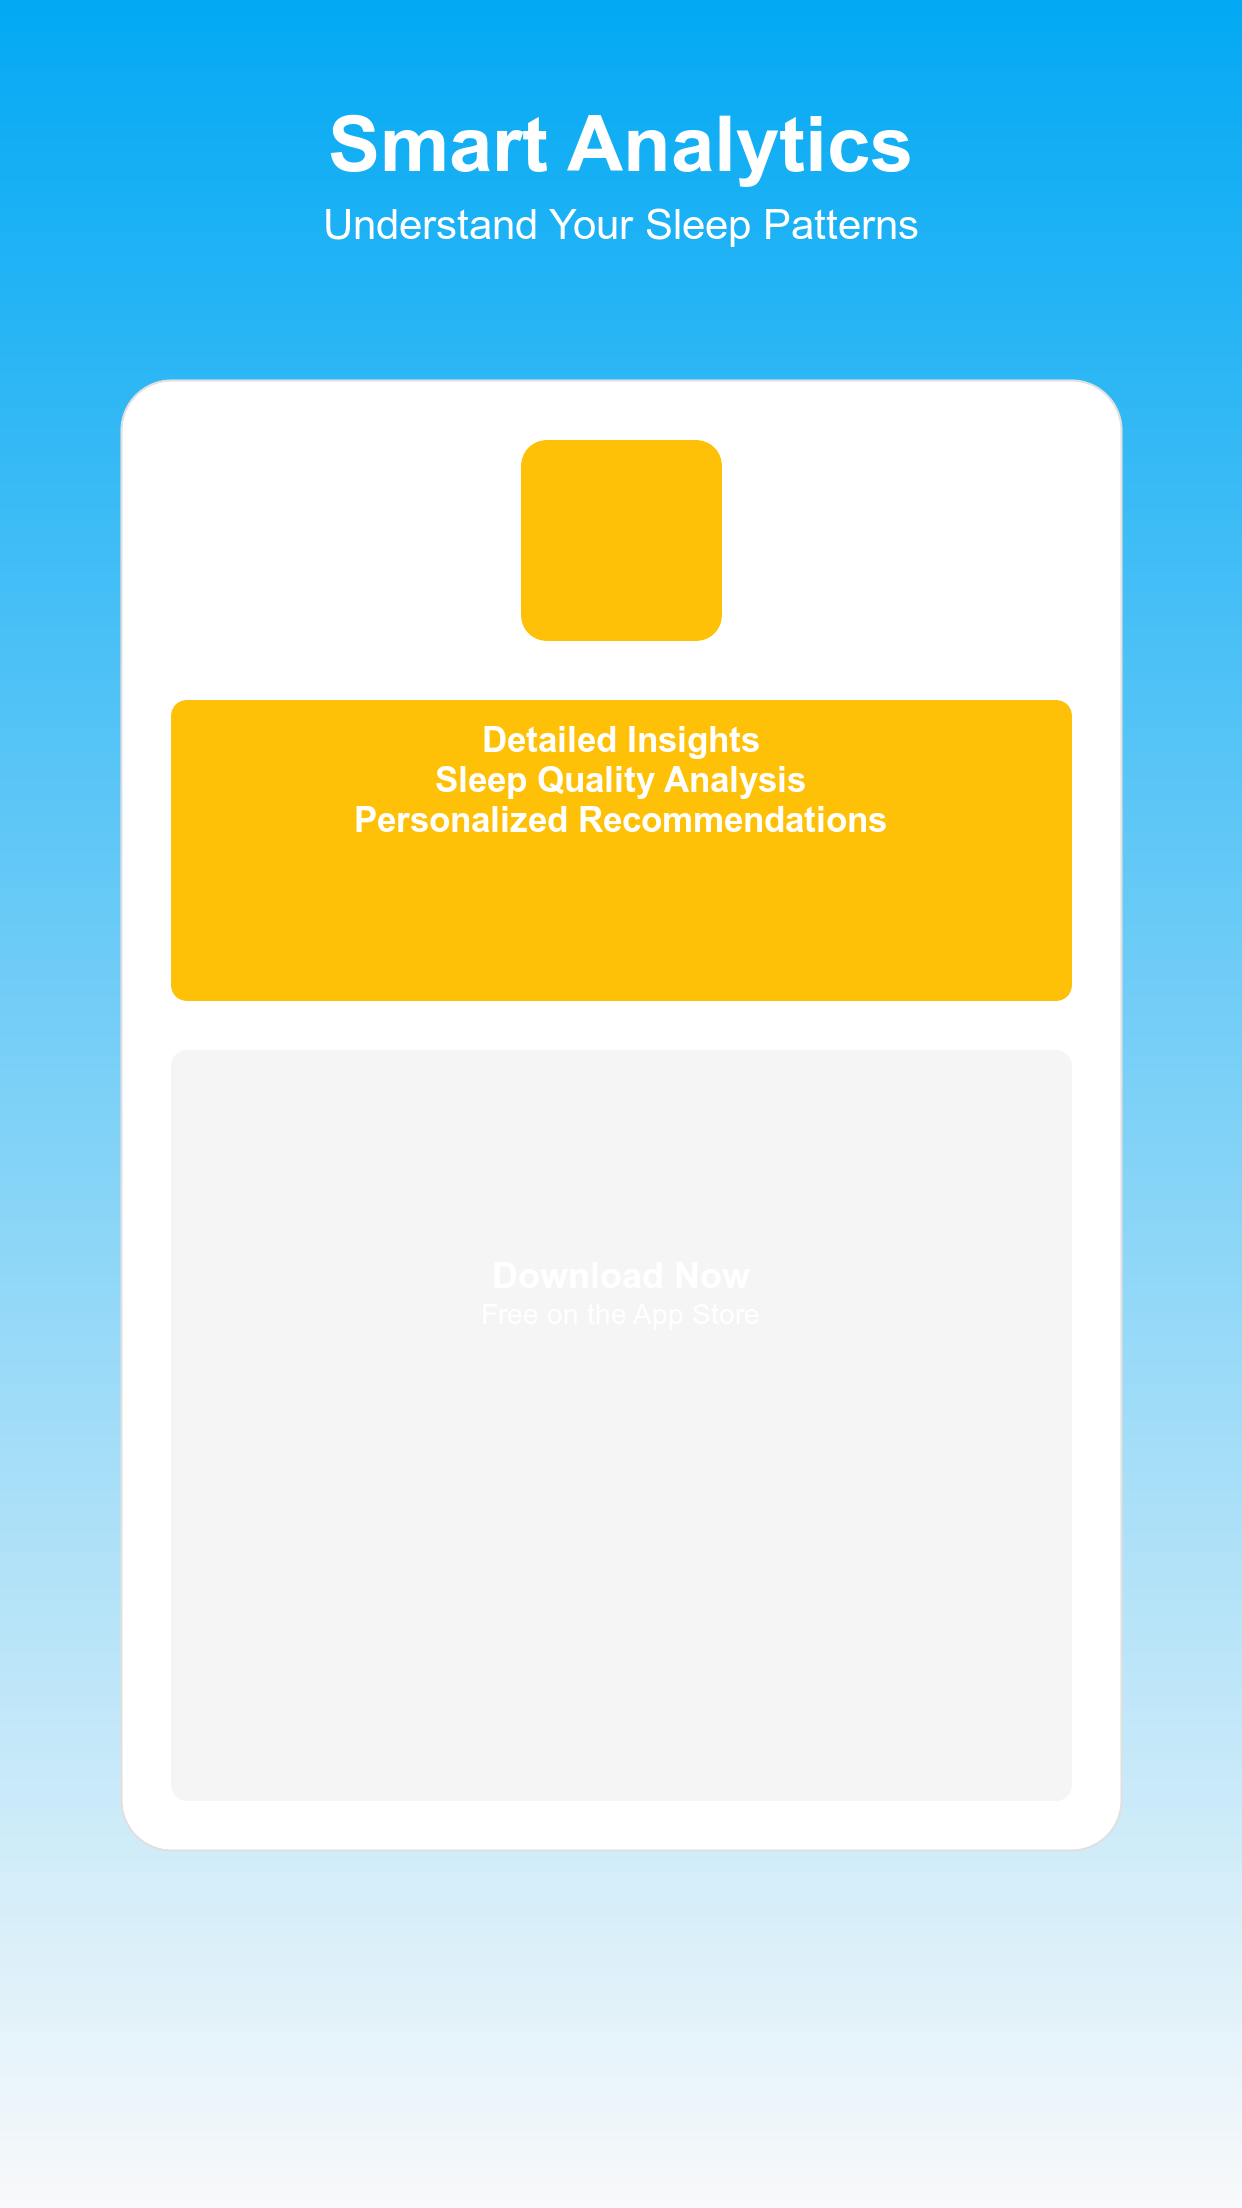 Smart Analytics
Understand Your Sleep Patterns
Detailed Insights
Sleep Quality Analysis
Personalized Recommendations
Download Now
Free on the App Store